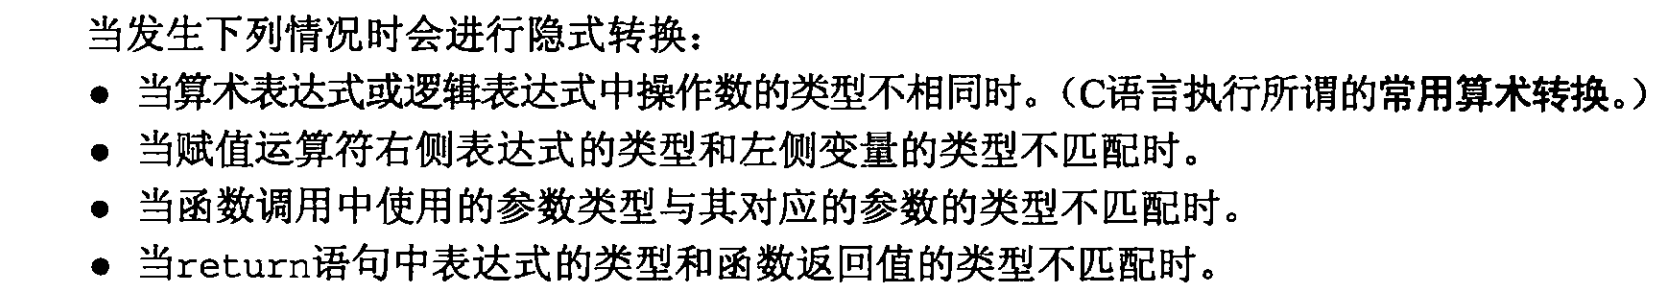 当发生下列情况时会进行隐式转换：
● 当算术表达式或逻辑表达式中操作数的类型不相同时。（C语言执行所谓的常用算术转换。）
● 当赋值运算符右侧表达式的类型和左侧变量的类型不匹配时。
● 当函数调用中使用的参数类型与其对应的参数的类型不匹配时。
● 当return语句中表达式的类型和函数返回值的类型不匹配时。